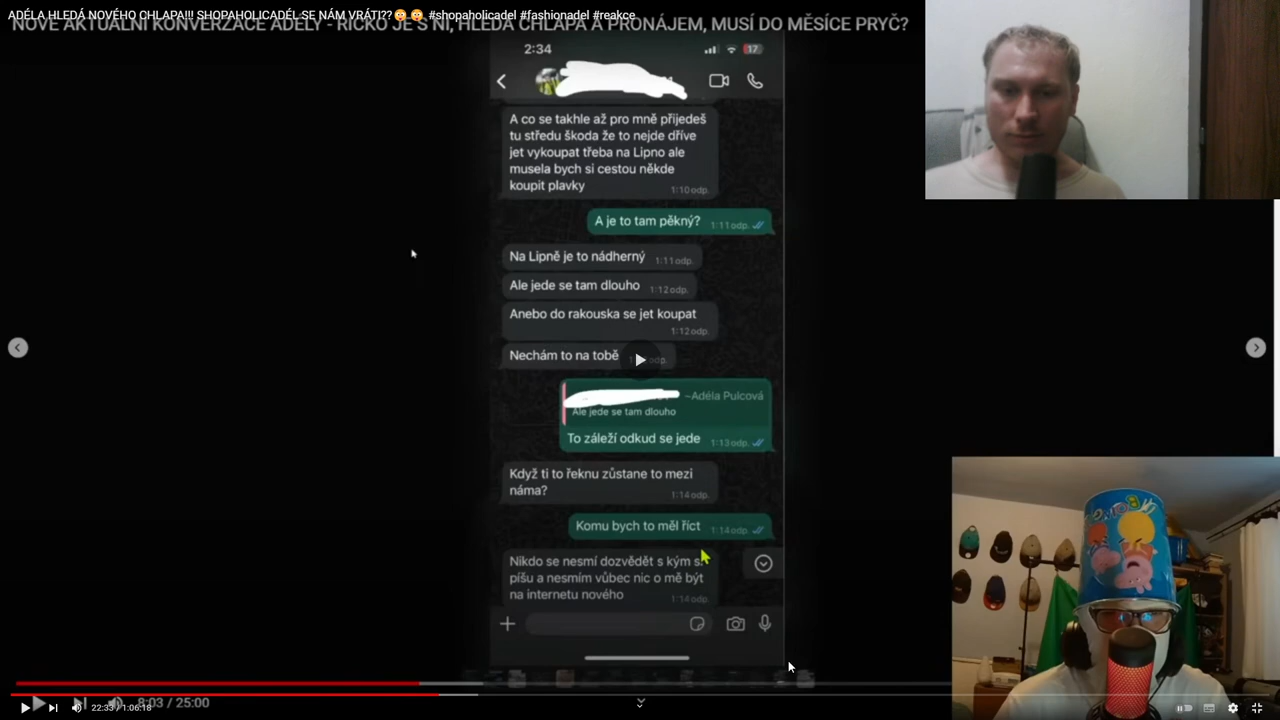 ADÉLA HLEDÁ NOVÉHO CHLAPA!!! SHOPAHOLICADÉL SE NÁM VRÁTI??😳😳 #shopaholicadel #fashionadel #reakce
NOVÉ AKTUÁLNÍ KONVERZACE ADÉLY - RICKO JE S NÍ, HLEDÁ CHLAPA A PRONÁJEM, MUSÍ DO MĚSÍCE PRYČ?
2:34
17
A co se takhle až pro mně přijedeš
tu středu škoda že to nejde dříve
jet vykoupat třeba na Lipno ale
musela bych si cestou někde
koupit plavky
1:10 odp.
A je to tam pěkný?
1:11 odp.
Na Lipně je to nádherný
1:11 odp.
Ale jede se tam dlouho
1:12 odp.
Anebo do rakouska se jet koupat
1:12 odp.
Nechám to na tobě
odp.
~Adéla Pulcová
Ale jede se tam dlouho
To záleží odkud se jede
1:13 odp.
Když ti to řeknu zůstane to mezi
náma?
1:14 odp.
Komu bych to měl říct
1:14 odp.
Nikdo se nesmí dozvědět s kým s
píšu a nesmím vůbec nic o mě být
na internetu nového
1:14 odp.
8:03 / 25:00
22:33 / 1:06:18